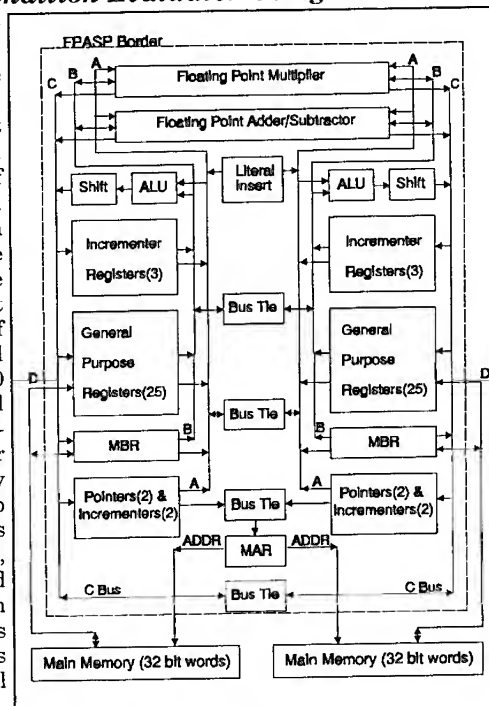 FPASP Border
A
A
B
B
C
C
Floating Point Multiplier
Floating Point Adder/Subtractor
Shift
ALU
Literal
Insert
ALU
Shift
Incrementer
Registers(3)
Incrementer
Registers(3)
Bus Tie
General
Purpose
Registers(25)
General
Purpose
Registers(25)
D
D
Bus Tie
B
B
MBR
MBR
A
A
Pointers(2) &
Incrementers(2)
Bus Tie
Pointers(2) &
Incrementers(2)
ADDR
MAR
ADDR
C Bus
Bus Tie
C Bus
Main Memory (32 bit words)
Main Memory (32 bit words)